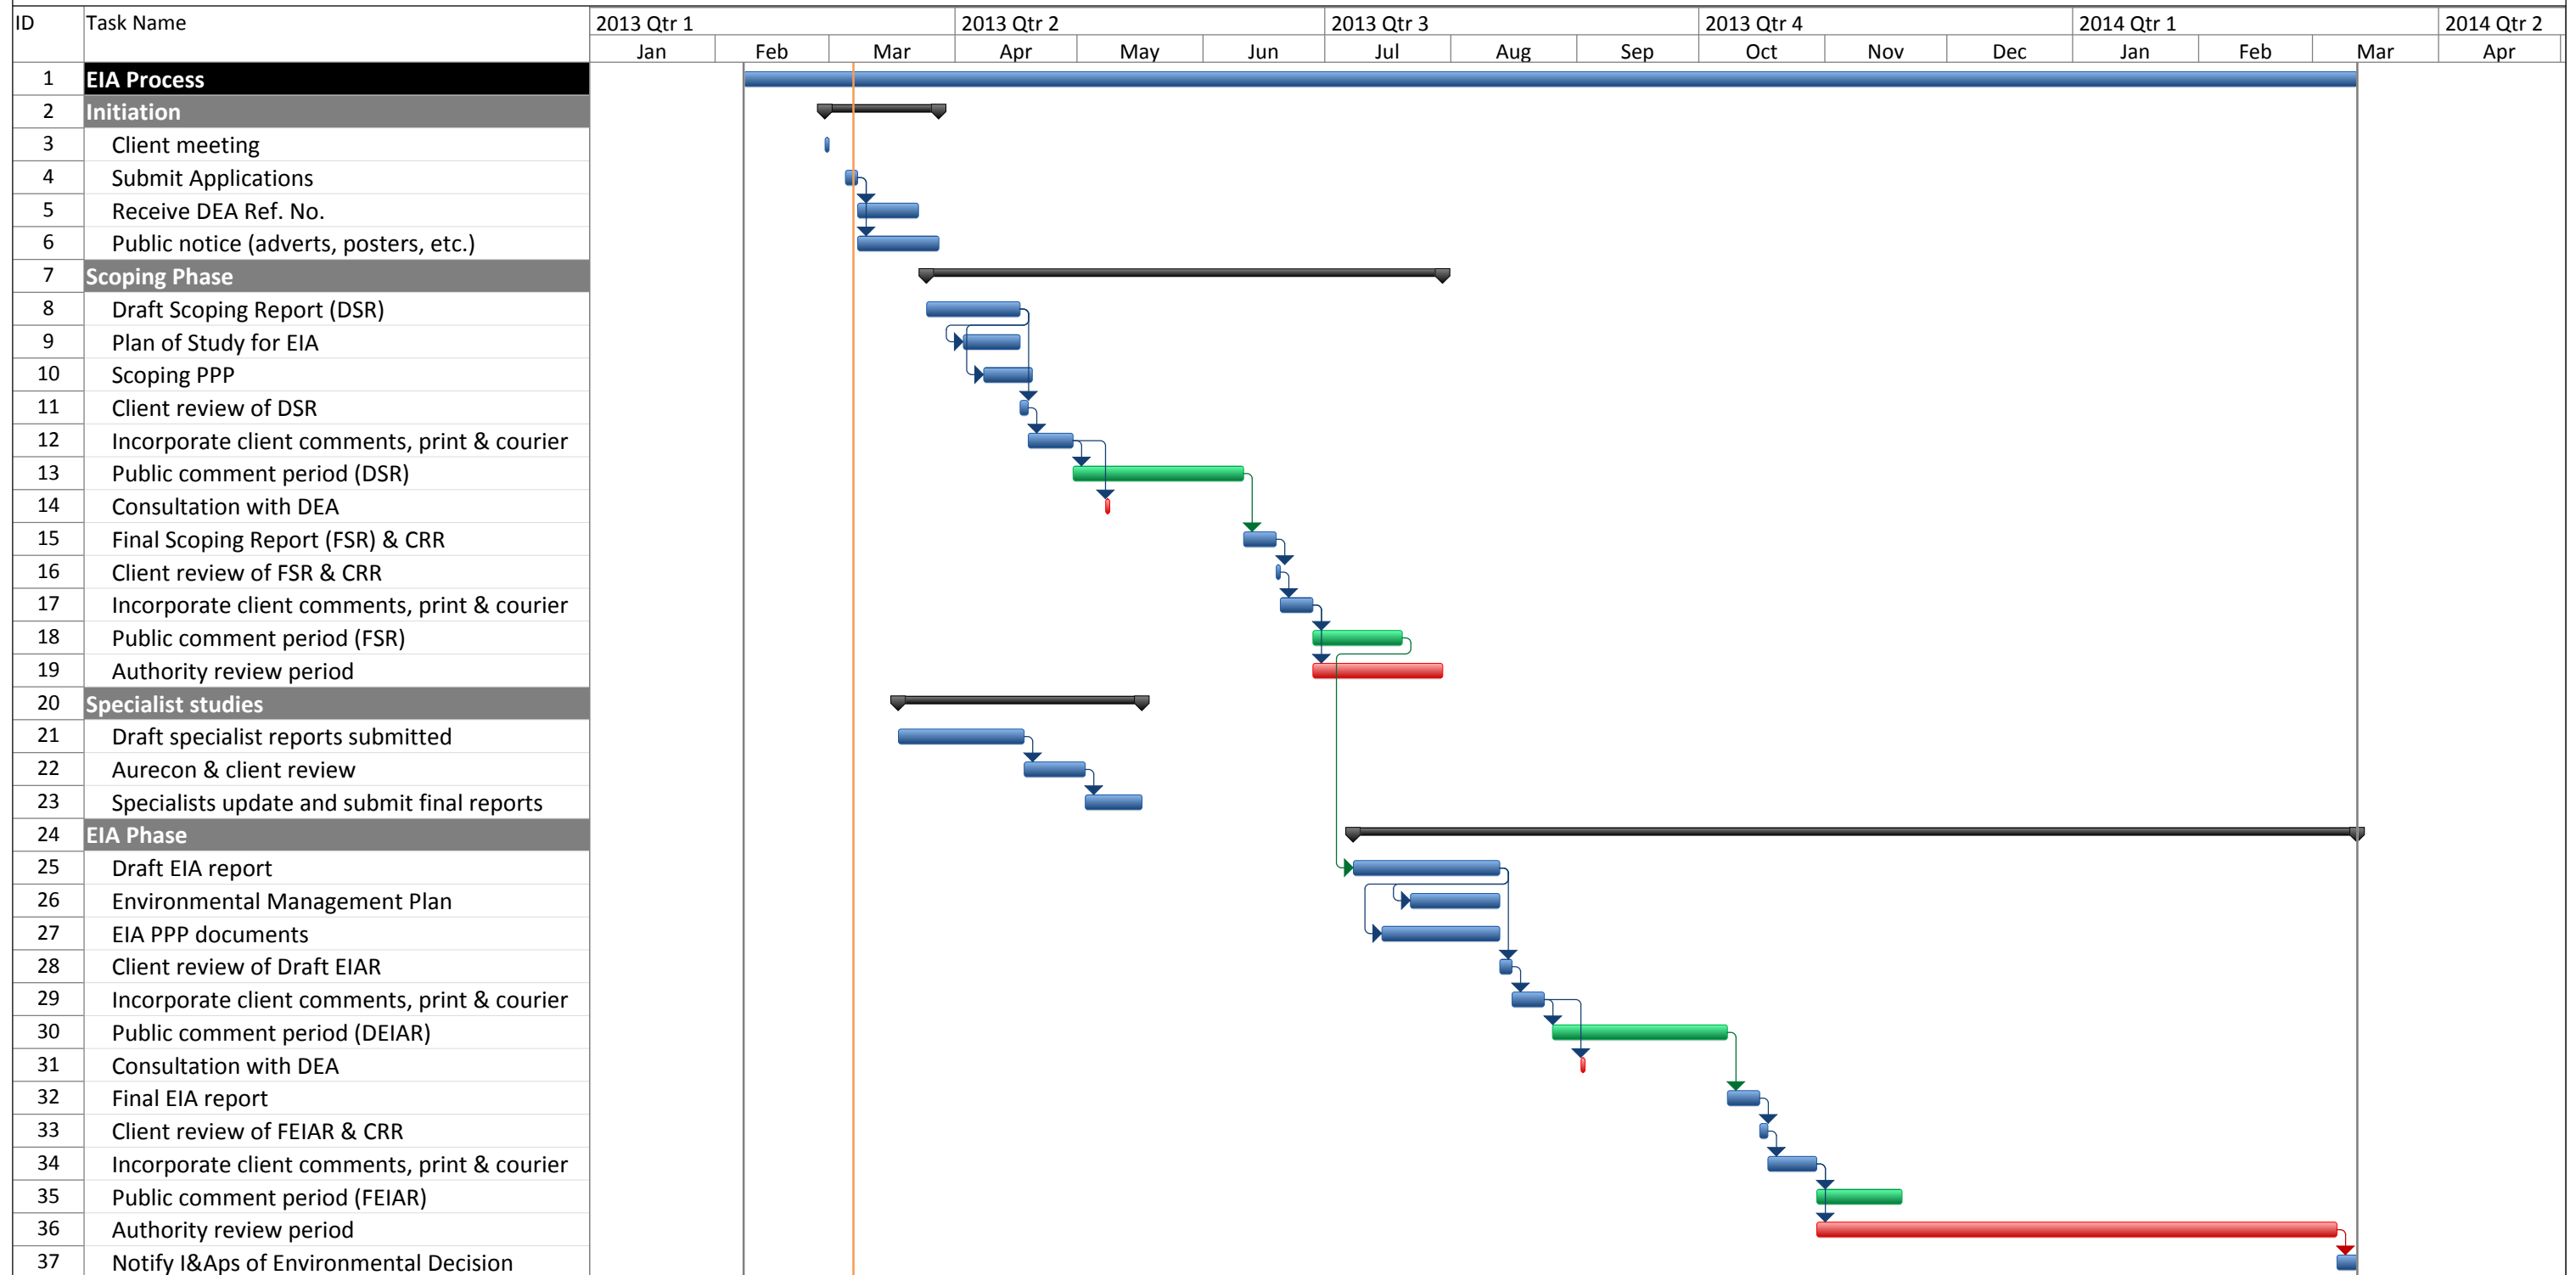 ID Task Name 2013 Qtr 1 2013 Qtr 2 2013 Qtr 3 2013 Qtr 4 2014 Qtr 1 2014 Qtr 2
Jan Feb Mar Apr May Jun Jul Aug Sep Oct Nov Dec Jan Feb Mar Apr
1 EIA Process
2 Initiation
3 Client meeting
4 Submit Applications
5 Receive DEA Ref. No.
6 Public notice (adverts, posters, etc.)
7 Scoping Phase
8 Draft Scoping Report (DSR)
9 Plan of Study for EIA
10 Scoping PPP
11 Client review of DSR
12 Incorporate client comments, print & courier
13 Public comment period (DSR)
14 Consultation with DEA
15 Final Scoping Report (FSR) & CRR
16 Client review of FSR & CRR
17 Incorporate client comments, print & courier
18 Public comment period (FSR)
19 Authority review period
20 Specialist studies
21 Draft specialist reports submitted
22 Aurecon & client review
23 Specialists update and submit final reports
24 EIA Phase
25 Draft EIA report
26 Environmental Management Plan
27 EIA PPP documents
28 Client review of Draft EIAR
29 Incorporate client comments, print & courier
30 Public comment period (DEIAR)
31 Consultation with DEA
32 Final EIA report
33 Client review of FEIAR & CRR
34 Incorporate client comments, print & courier
35 Public comment period (FEIAR)
36 Authority review period
37 Notify I&Aps of Environmental Decision